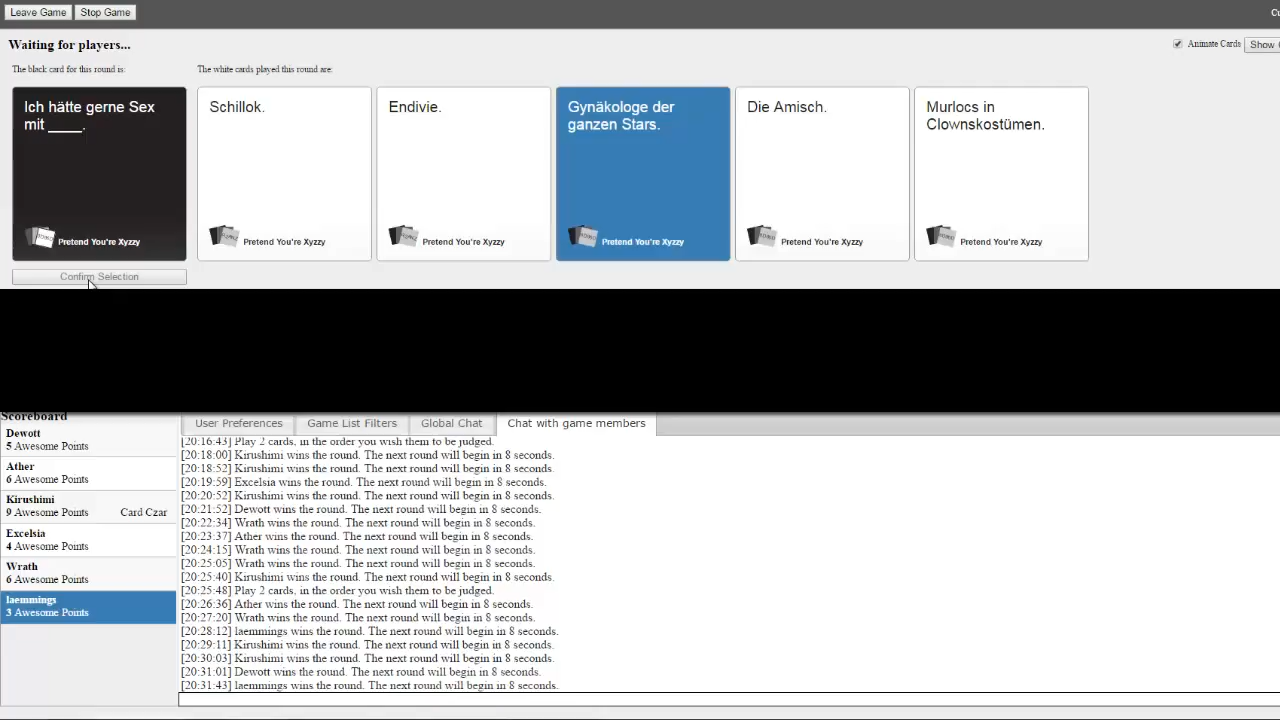 Leave Game Stop Game
Waiting for players...
Animate Cards Show
The black card for this round is:
The white cards played this round are:
Ich hätte gerne Sex
mit ____.
Pretend You're Xyzzy
Schillok.
Pretend You're Xyzzy
Endivie.
Pretend You're Xyzzy
Gynäkologe der
ganzen Stars.
Pretend You're Xyzzy
Die Amisch.
Pretend You're Xyzzy
Murlocs in
Clownskostümen.
Pretend You're Xyzzy
Confirm Selection
Scoreboard
Dewott
5 Awesome Points
Ather
6 Awesome Points
Kirushimi
9 Awesome Points Card Czar
Excelsia
4 Awesome Points
Wrath
6 Awesome Points
laemmings
3 Awesome Points
User Preferences Game List Filters Global Chat Chat with game members
[20:16:43] Play 2 cards, in the order you wish them to be judged.
[20:18:00] Kirushimi wins the round. The next round will begin in 8 seconds.
[20:18:52] Kirushimi wins the round. The next round will begin in 8 seconds.
[20:19:59] Excelsia wins the round. The next round will begin in 8 seconds.
[20:20:52] Kirushimi wins the round. The next round will begin in 8 seconds.
[20:21:52] Dewott wins the round. The next round will begin in 8 seconds.
[20:22:34] Wrath wins the round. The next round will begin in 8 seconds.
[20:23:37] Ather wins the round. The next round will begin in 8 seconds.
[20:24:15] Wrath wins the round. The next round will begin in 8 seconds.
[20:25:05] Wrath wins the round. The next round will begin in 8 seconds.
[20:25:40] Kirushimi wins the round. The next round will begin in 8 seconds.
[20:25:48] Play 2 cards, in the order you wish them to be judged.
[20:26:36] Ather wins the round. The next round will begin in 8 seconds.
[20:27:20] Wrath wins the round. The next round will begin in 8 seconds.
[20:28:12] laemmings wins the round. The next round will begin in 8 seconds.
[20:29:11] Kirushimi wins the round. The next round will begin in 8 seconds.
[20:30:03] Kirushimi wins the round. The next round will begin in 8 seconds.
[20:31:01] Dewott wins the round. The next round will begin in 8 seconds.
[20:31:43] laemmings wins the round. The next round will begin in 8 seconds.